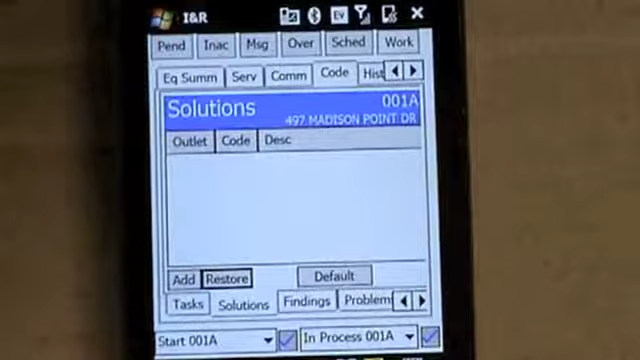 I&R Ev
Pend Inac Msg Over Sched Work
Eq Summ Serv Comm Code Hist
Solutions 001A
497 MADISON POINT DR
Outlet Code Desc
Add Restore Default
Tasks Solutions Findings Problem
Start 001A In Process 001A